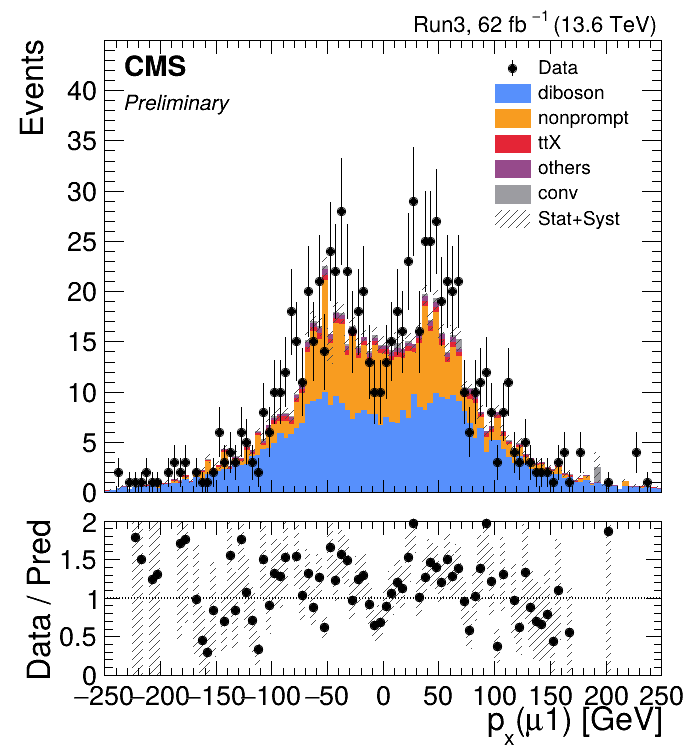 Run3, 62 fb⁻¹ (13.6 TeV)
CMS
Preliminary
Events
40
35
30
25
20
15
10
5
0
Data
diboson
nonprompt
ttX
others
conv
Stat+Syst
Data / Pred
2
1.5
1
0.5
0
−250 −200 −150 −100 −50 0 50 100 150 200 250
pₓ(μ1) [GeV]